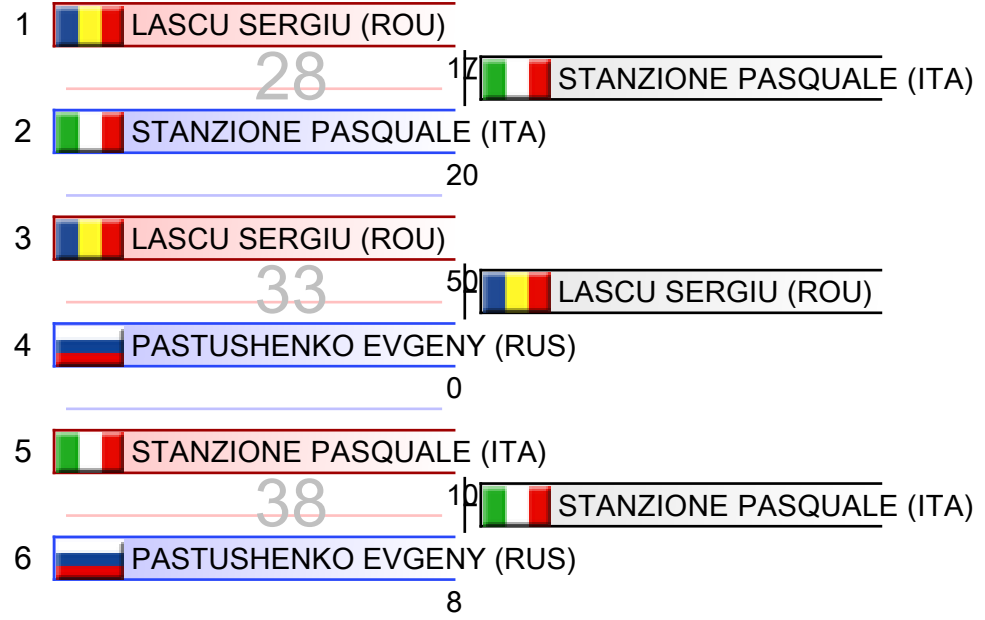 1 LASCU SERGIU (ROU)
28 17 STANZIONE PASQUALE (ITA)
2 STANZIONE PASQUALE (ITA)
20
3 LASCU SERGIU (ROU)
33 50 LASCU SERGIU (ROU)
4 PASTUSHENKO EVGENY (RUS)
0
5 STANZIONE PASQUALE (ITA)
38 10 STANZIONE PASQUALE (ITA)
6 PASTUSHENKO EVGENY (RUS)
8